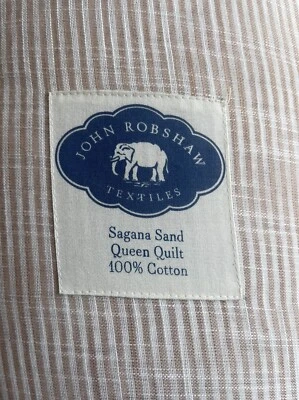 JOHN ROBSHAW
TEXTILES
Sagana Sand
Queen Quilt
100% Cotton